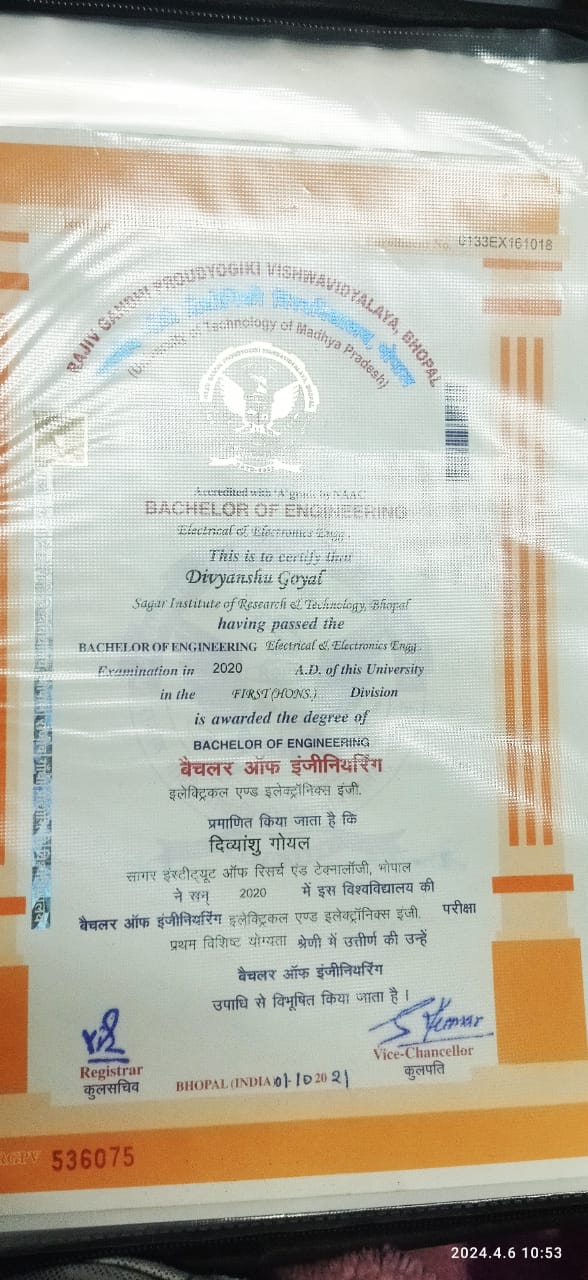 Enrollment No. 0133EX161018
RAJIV GANDHI PROUDYOGIKI VISHWAVIDYALAYA, BHOPAL
(University of Technology of Madhya Pradesh)
Accredited with 'A' grade by NAAC
BACHELOR OF ENGINEERING
Electrical & Electronics Engg.
This is to certify that
Divyanshu Goyal
Sagar Institute of Research & Technology, Bhopal
having passed the
BACHELOR OF ENGINEERING Electrical & Electronics Engg.
Examination in 2020 A.D. of this University
in the FIRST(HONS.) Division
is awarded the degree of
BACHELOR OF ENGINEERING
बैचलर ऑफ इंजीनियरिंग
इलेक्ट्रिकल एण्ड इलेक्ट्रॉनिक्स इंजी.
प्रमाणित किया जाता है कि
दिव्यांशु गोयल
सागर इंस्टीट्यूट ऑफ रिसर्च एंड टेक्नालॉजी, भोपाल
ने सन् 2020 में इस विश्वविद्यालय की
बैचलर ऑफ इंजीनियरिंग इलेक्ट्रिकल एण्ड इलेक्ट्रॉनिक्स इंजी. परीक्षा
प्रथम विशिष्ट योग्यता श्रेणी में उत्तीर्ण की उन्हें
बैचलर ऑफ इंजीनियरिंग
उपाधि से विभूषित किया जाता है।
S Kumar
Registrar
कुलसचिव
Vice-Chancellor
कुलपति
BHOPAL (INDIA) 01-10 2021
RGPV 536075
2024.4.6 10:53